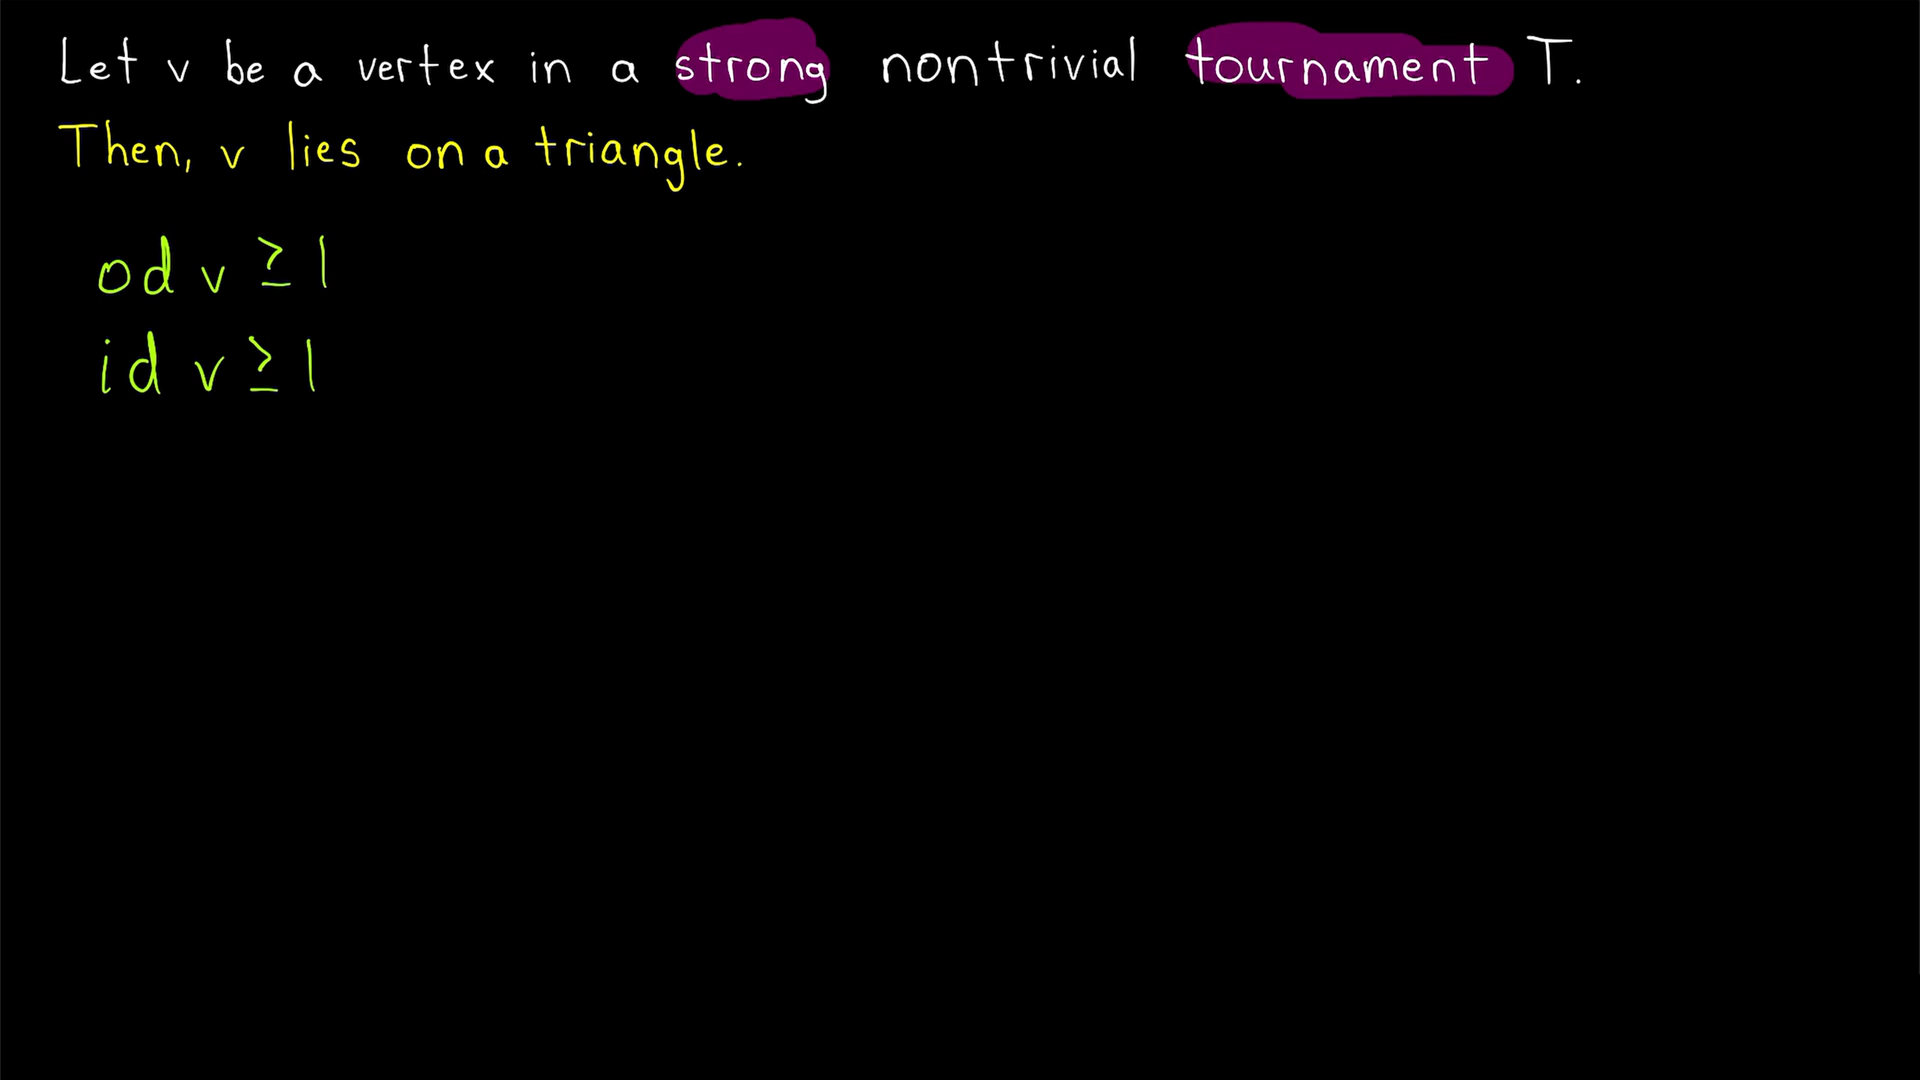 Let v be a vertex in a strong nontrivial tournament T.
Then, v lies on a triangle.
od v ≥ 1
id v ≥ 1